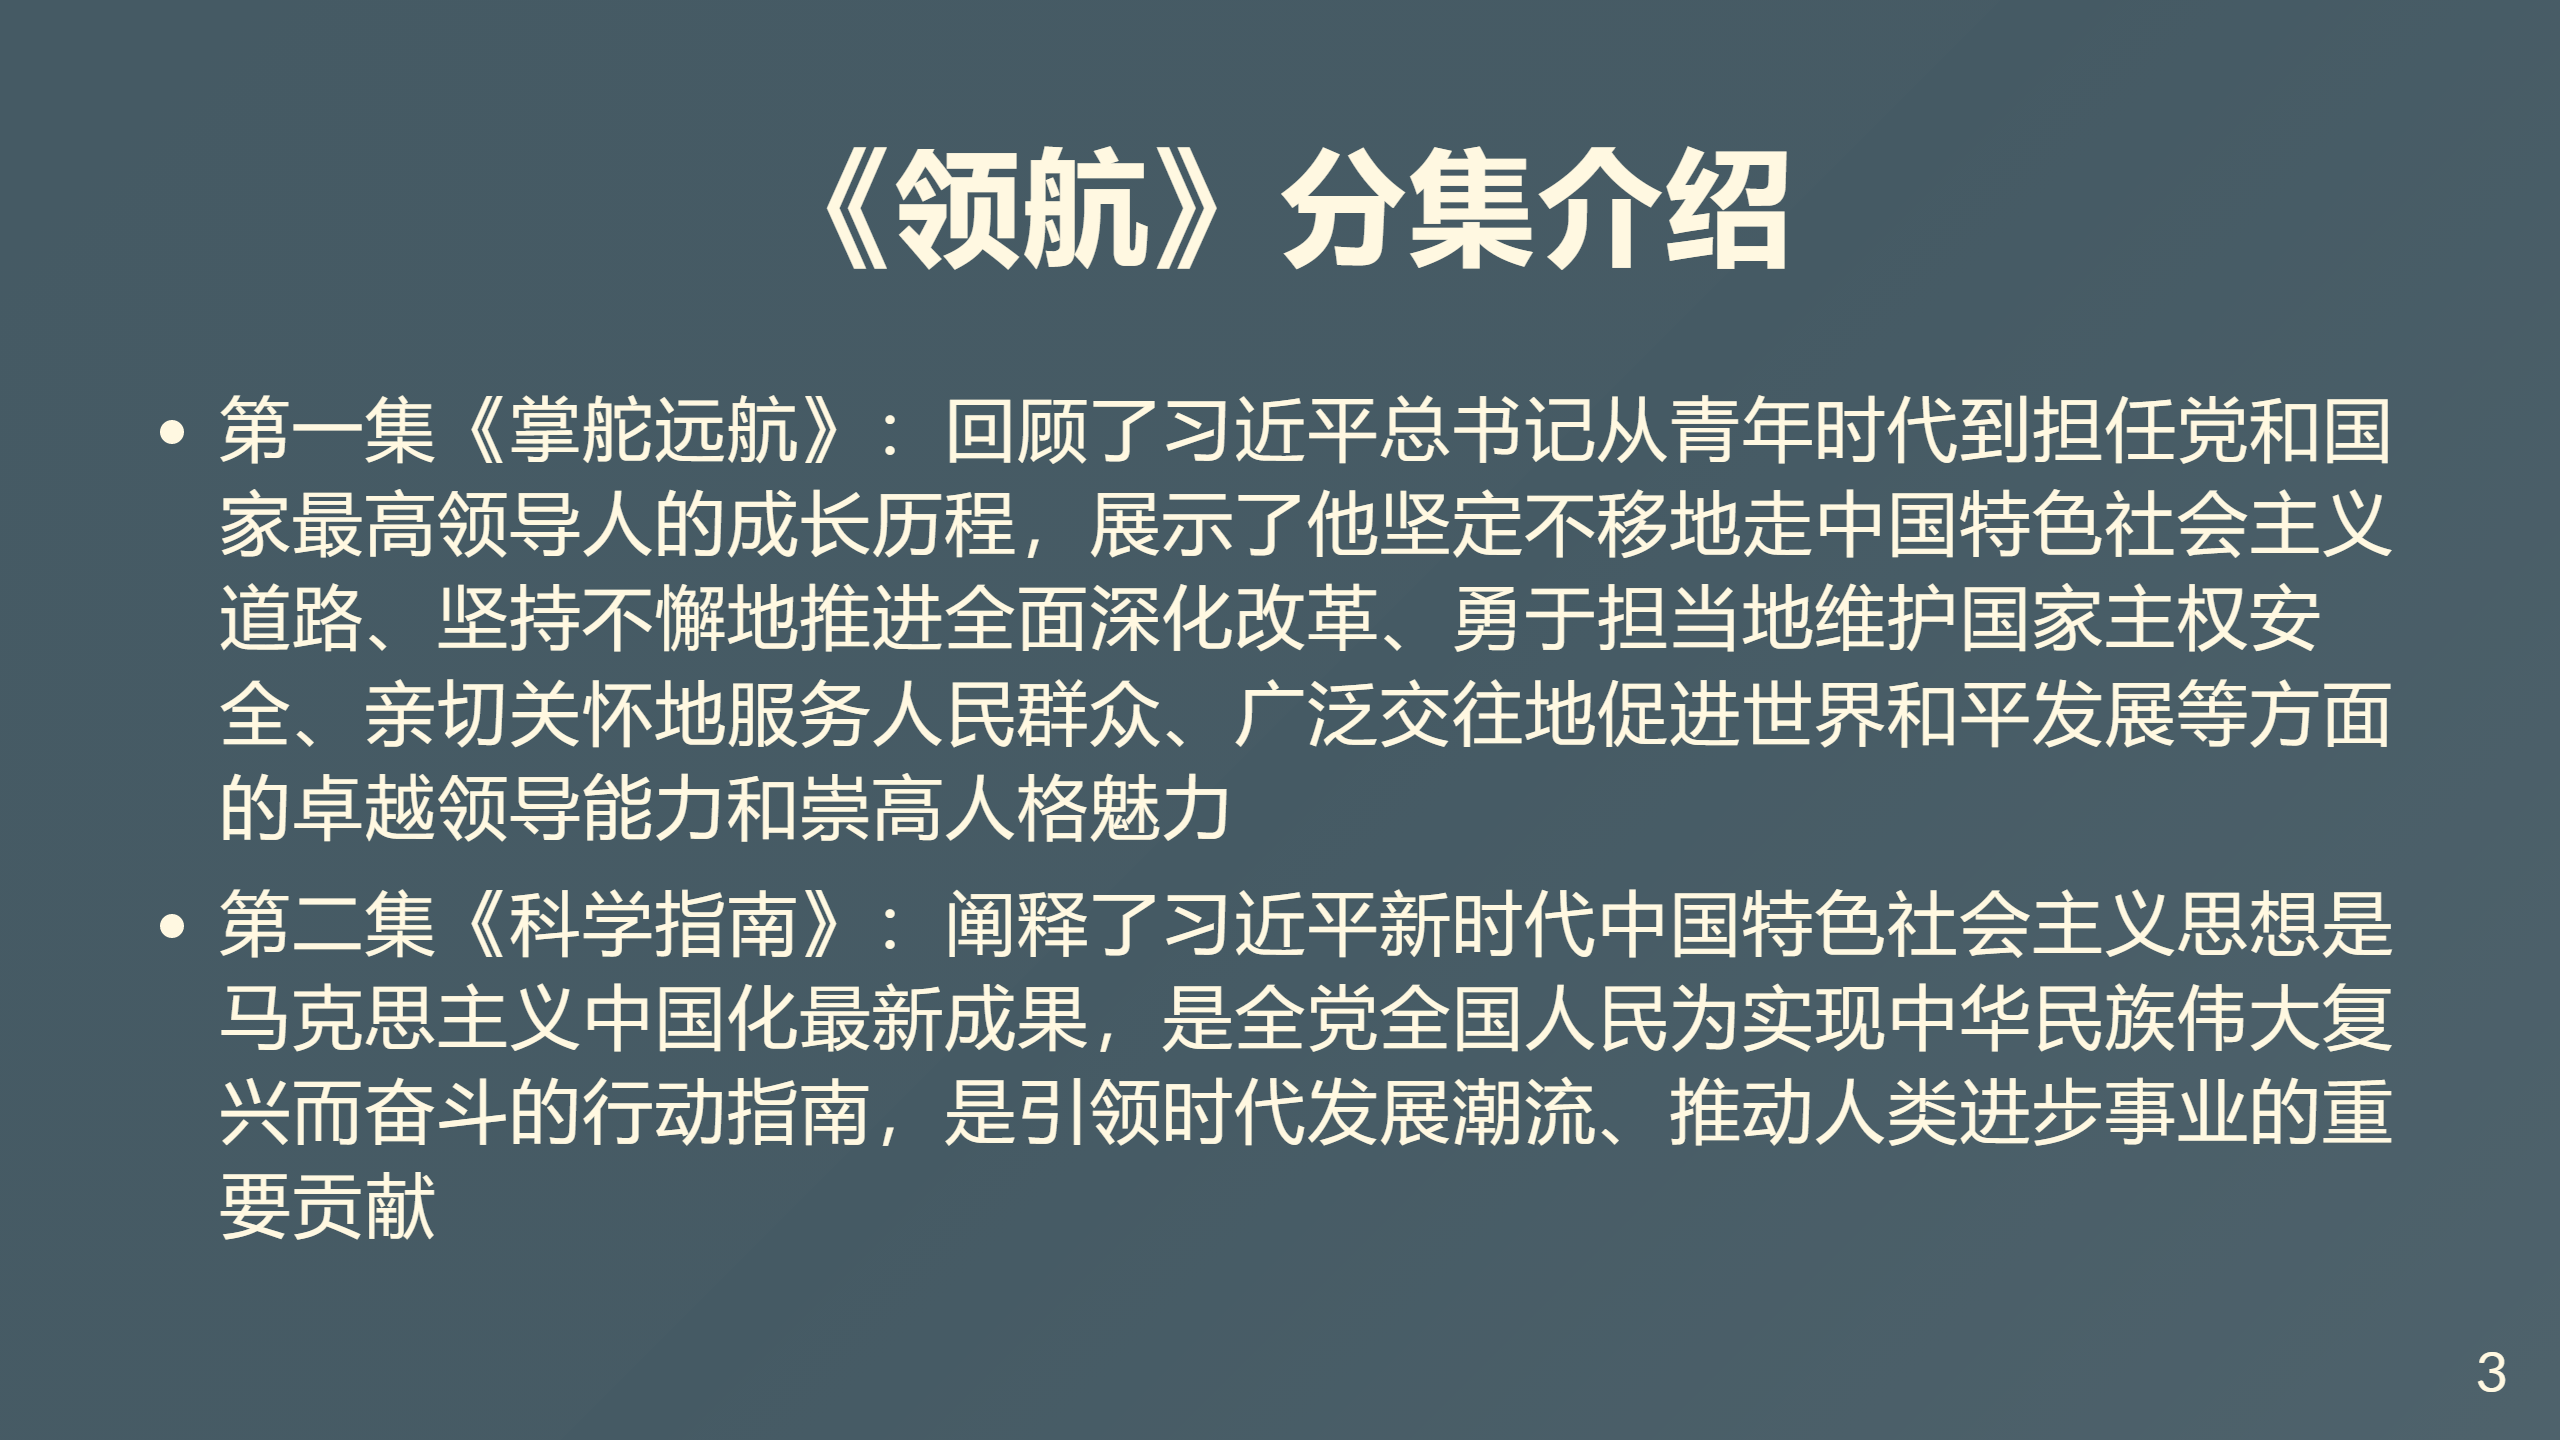 《领航》分集介绍
• 第一集《掌舵远航》：回顾了习近平总书记从青年时代到担任党和国
家最高领导人的成长历程，展示了他坚定不移地走中国特色社会主义
道路、坚持不懈地推进全面深化改革、勇于担当地维护国家主权安
全、亲切关怀地服务人民群众、广泛交往地促进世界和平发展等方面
的卓越领导能力和崇高人格魅力
• 第二集《科学指南》：阐释了习近平新时代中国特色社会主义思想是
马克思主义中国化最新成果，是全党全国人民为实现中华民族伟大复
兴而奋斗的行动指南，是引领时代发展潮流、推动人类进步事业的重
要贡献
3